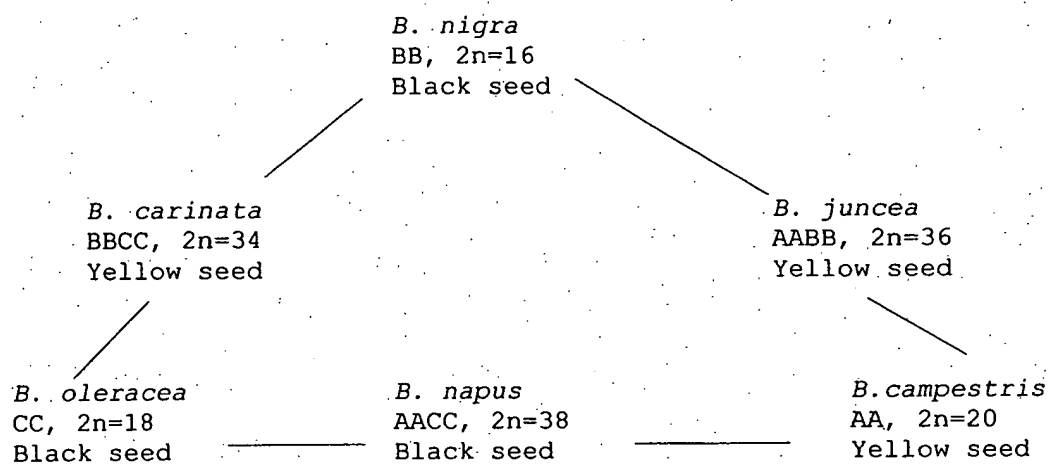 B. nigra
BB, 2n=16
Black seed
B. carinata
BBCC, 2n=34
Yellow seed
B. juncea
AABB, 2n=36
Yellow seed
B. oleracea
CC, 2n=18
Black seed
B. napus
AACC, 2n=38
Black seed
B.campestris
AA, 2n=20
Yellow seed